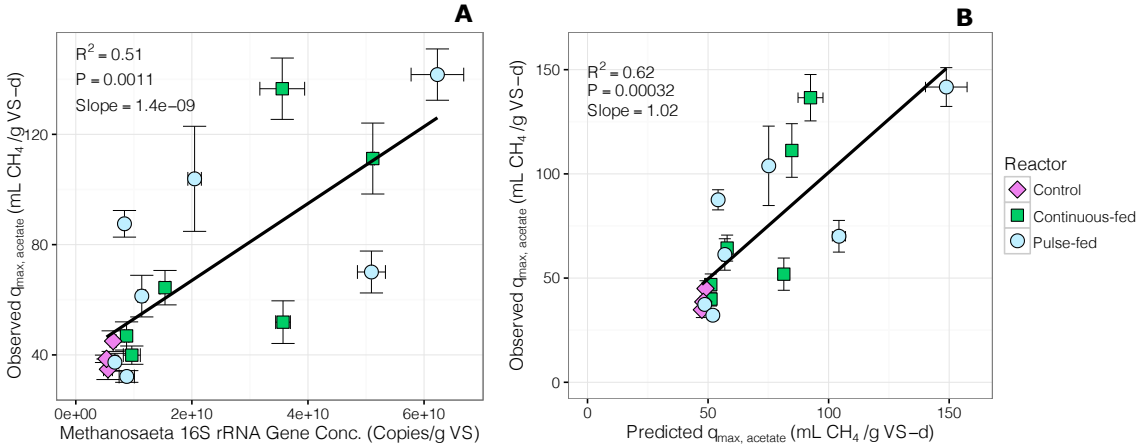 A
R² = 0.51
P = 0.0011
Slope = 1.4e−09
Observed q_max, acetate (mL CH₄ /g VS−d)
120
80
40
0e+00 2e+10 4e+10 6e+10
Methanosaeta 16S rRNA Gene Conc. (Copies/g VS)
B
R² = 0.62
P = 0.00032
Slope = 1.02
Observed q_max, acetate (mL CH₄ /g VS−d)
150
100
50
0
0 50 100 150
Predicted q_max, acetate (mL CH₄ /g VS−d)
Reactor
Control
Continuous-fed
Pulse-fed